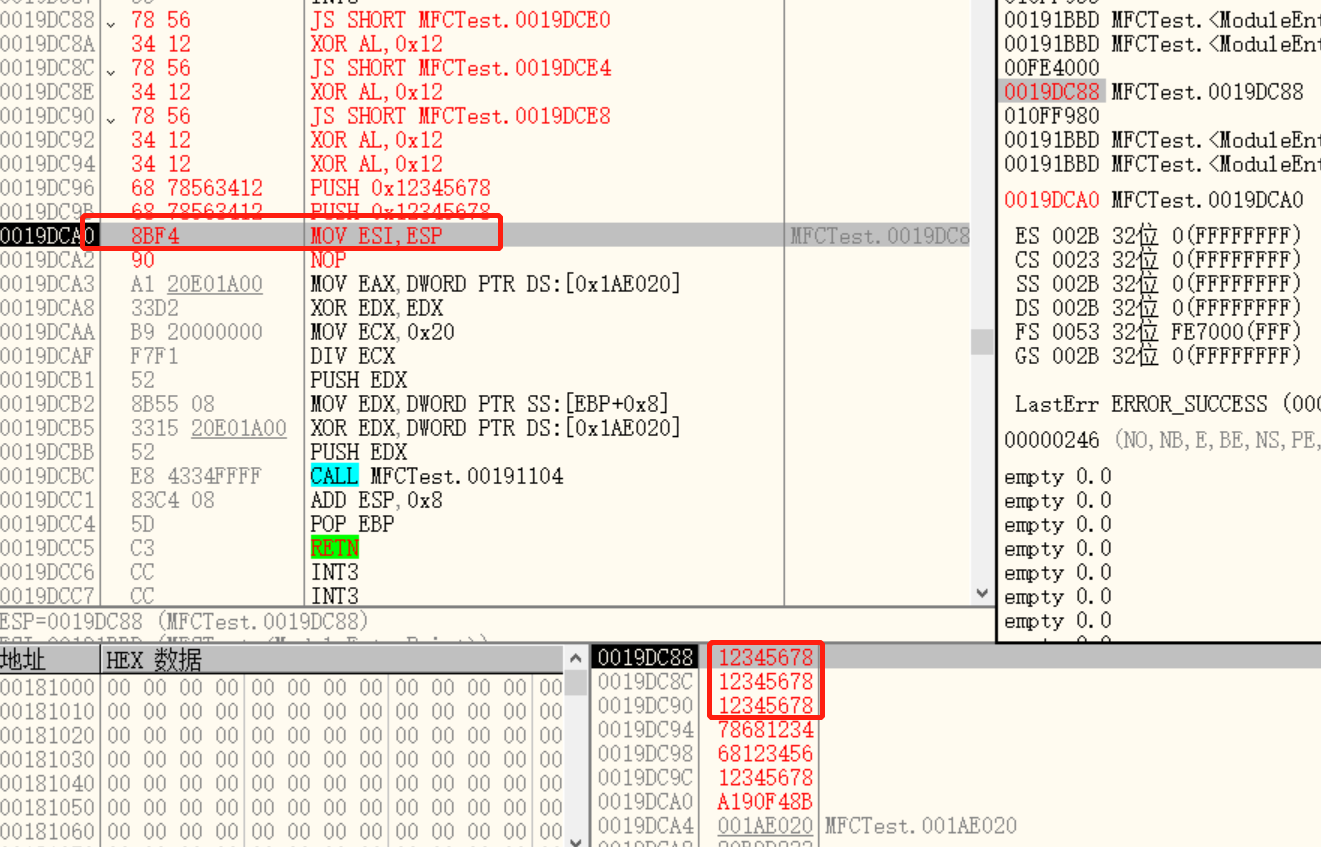 0019DC88 78 56 JS SHORT MFCTest.0019DCE0
0019DC8A 34 12 XOR AL,0x12
0019DC8C 78 56 JS SHORT MFCTest.0019DCE4
0019DC8E 34 12 XOR AL,0x12
0019DC90 78 56 JS SHORT MFCTest.0019DCE8
0019DC92 34 12 XOR AL,0x12
0019DC94 34 12 XOR AL,0x12
0019DC96 68 78563412 PUSH 0x12345678
0019DC9B 68 78563412 PUSH 0x12345678
0019DCA0 8BF4 MOV ESI,ESP MFCTest.0019DC8
0019DCA2 90 NOP
0019DCA3 A1 20E01A00 MOV EAX,DWORD PTR DS:[0x1AE020]
0019DCA8 33D2 XOR EDX,EDX
0019DCAA B9 20000000 MOV ECX,0x20
0019DCAF F7F1 DIV ECX
0019DCB1 52 PUSH EDX
0019DCB2 8B55 08 MOV EDX,DWORD PTR SS:[EBP+0x8]
0019DCB5 3315 20E01A00 XOR EDX,DWORD PTR DS:[0x1AE020]
0019DCBB 52 PUSH EDX
0019DCBC E8 4334FFFF CALL MFCTest.00191104
0019DCC1 83C4 08 ADD ESP,0x8
0019DCC4 5D POP EBP
0019DCC5 C3 RETN
0019DCC6 CC INT3
0019DCC7 CC INT3
ESP=0019DC88 (MFCTest.0019DC88)
00191BBD MFCTest.<ModuleEnt
00191BBD MFCTest.<ModuleEnt
00FE4000
0019DC88 MFCTest.0019DC88
010FF980
00191BBD MFCTest.<ModuleEnt
00191BBD MFCTest.<ModuleEnt
0019DCA0 MFCTest.0019DCA0
ES 002B 32位 0(FFFFFFFF)
CS 0023 32位 0(FFFFFFFF)
SS 002B 32位 0(FFFFFFFF)
DS 002B 32位 0(FFFFFFFF)
FS 0053 32位 FE7000(FFF)
GS 002B 32位 0(FFFFFFFF)
LastErr ERROR_SUCCESS (000
00000246 (NO,NB,E,BE,NS,PE,
empty 0.0
empty 0.0
empty 0.0
empty 0.0
empty 0.0
empty 0.0
empty 0.0
地址 HEX 数据
00181000 00 00 00 00 00 00 00 00 00 00 00 00 00
00181010 00 00 00 00 00 00 00 00 00 00 00 00 00
00181020 00 00 00 00 00 00 00 00 00 00 00 00 00
00181030 00 00 00 00 00 00 00 00 00 00 00 00 00
00181040 00 00 00 00 00 00 00 00 00 00 00 00 00
00181050 00 00 00 00 00 00 00 00 00 00 00 00 00
00181060 00 00 00 00 00 00 00 00 00 00 00 00 00
0019DC88 12345678
0019DC8C 12345678
0019DC90 12345678
0019DC94 78681234
0019DC98 68123456
0019DC9C 12345678
0019DCA0 A190F48B
0019DCA4 001AE020 MFCTest.001AE020